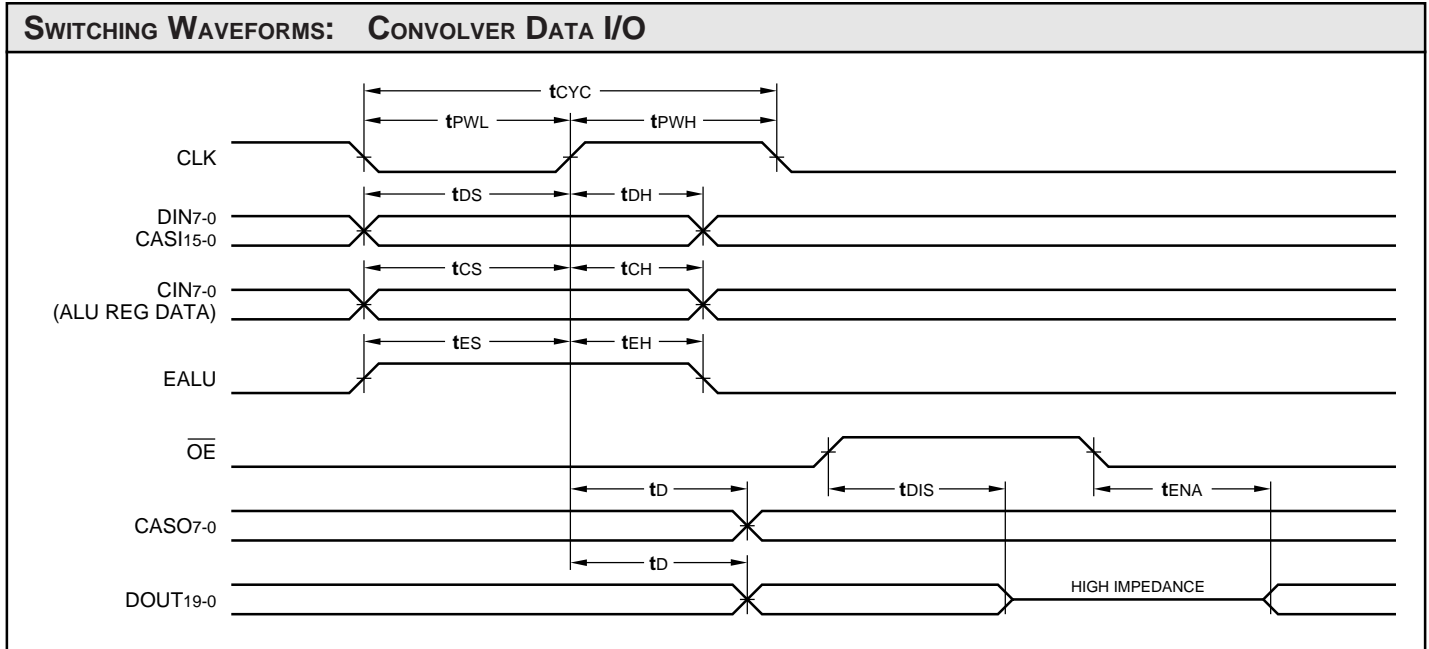 SWITCHING WAVEFORMS: CONVOLVER DATA I/O
tCYC
tPWL tPWH
CLK
tDS tDH
DIN7-0
CASI15-0
tCS tCH
CIN7-0
(ALU REG DATA)
tES tEH
EALU
OE
tD tDIS tENA
CASO7-0
tD
DOUT19-0 HIGH IMPEDANCE